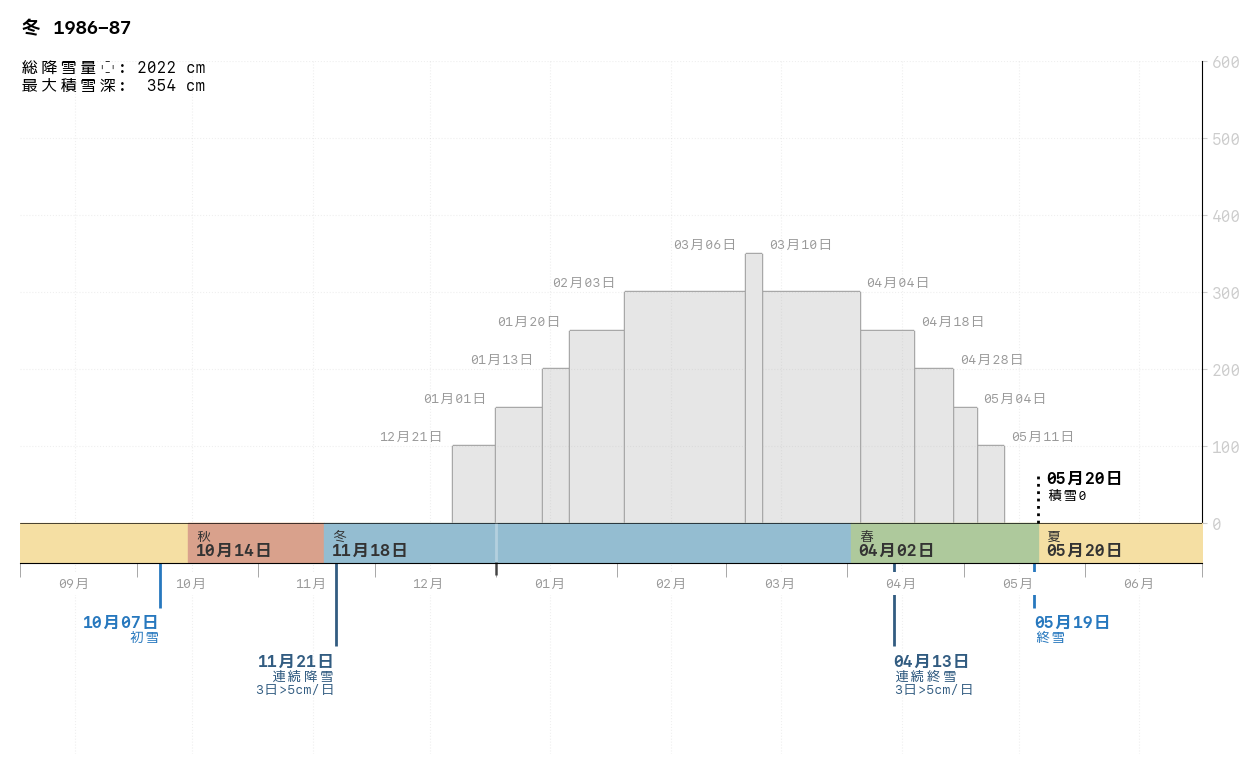 冬 1986–87
総降雪量: 2022 cm
最大積雪深: 354 cm
600
500
400
300
200
100
0
03月06日
03月10日
02月03日
04月04日
01月20日
04月18日
01月13日
04月28日
01月01日
05月04日
12月21日
05月11日
05月20日
積雪0
秋
10月14日
冬
11月18日
春
04月02日
夏
05月20日
09月
10月
11月
12月
01月
02月
03月
04月
05月
06月
10月07日
初雪
05月19日
終雪
11月21日
連続降雪
3日>5cm/日
04月13日
連続終雪
3日>5cm/日